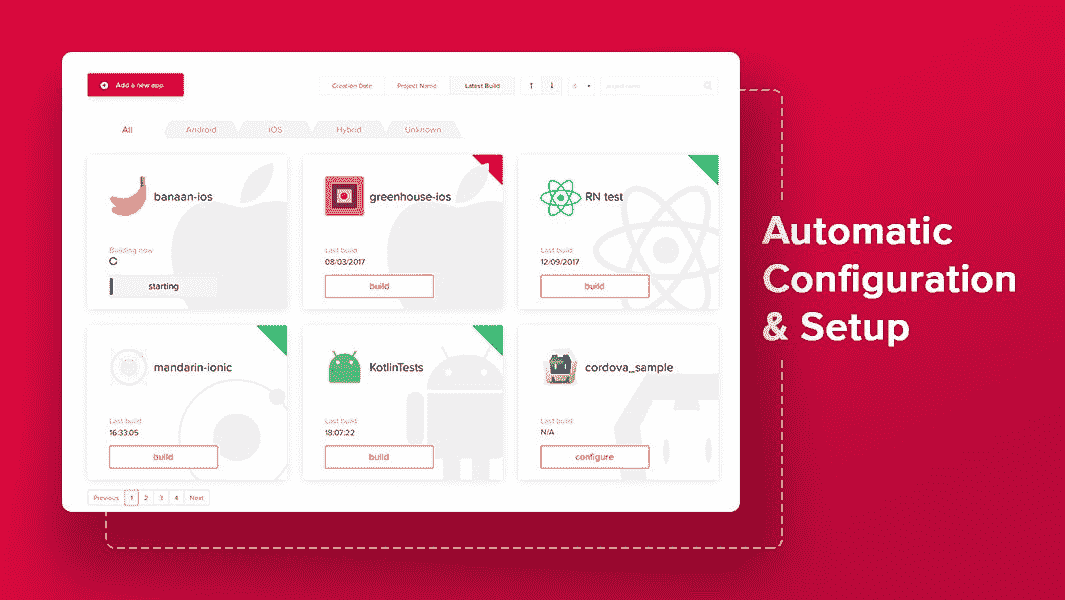 Add a new app
Creation Date
Project Name
Latest Build
All
Android
iOS
Hybrid
Unknown
banaan-ios
Building now
starting
greenhouse-ios
Last build
08/03/2017
build
RN test
Last build
12/09/2017
build
mandarin-ionic
Last build
16:33:05
build
KotlinTests
Last build
18:07:22
build
cordova_sample
Last build
N/A
configure
Previous 1 2 3 4 Next
Automatic
Configuration
& Setup